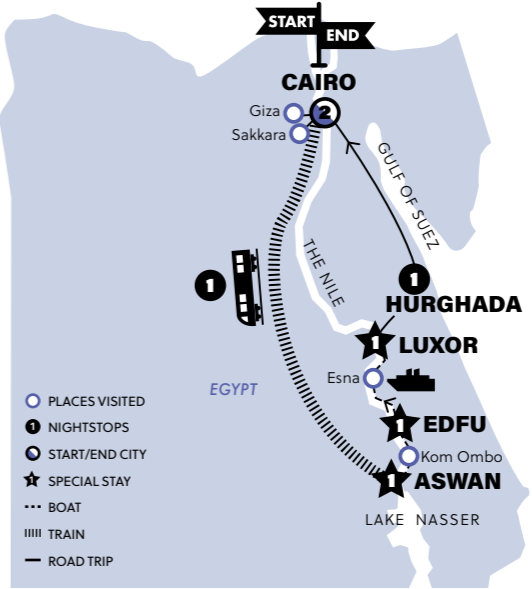 START
END
CAIRO
2
Giza
Sakkara
GULF OF SUEZ
THE NILE
1
1
HURGHADA
1
LUXOR
Esna
EGYPT
1
EDFU
Kom Ombo
1
ASWAN
LAKE NASSER
PLACES VISITED
1 NIGHTSTOPS
START/END CITY
1 SPECIAL STAY
BOAT
TRAIN
ROAD TRIP